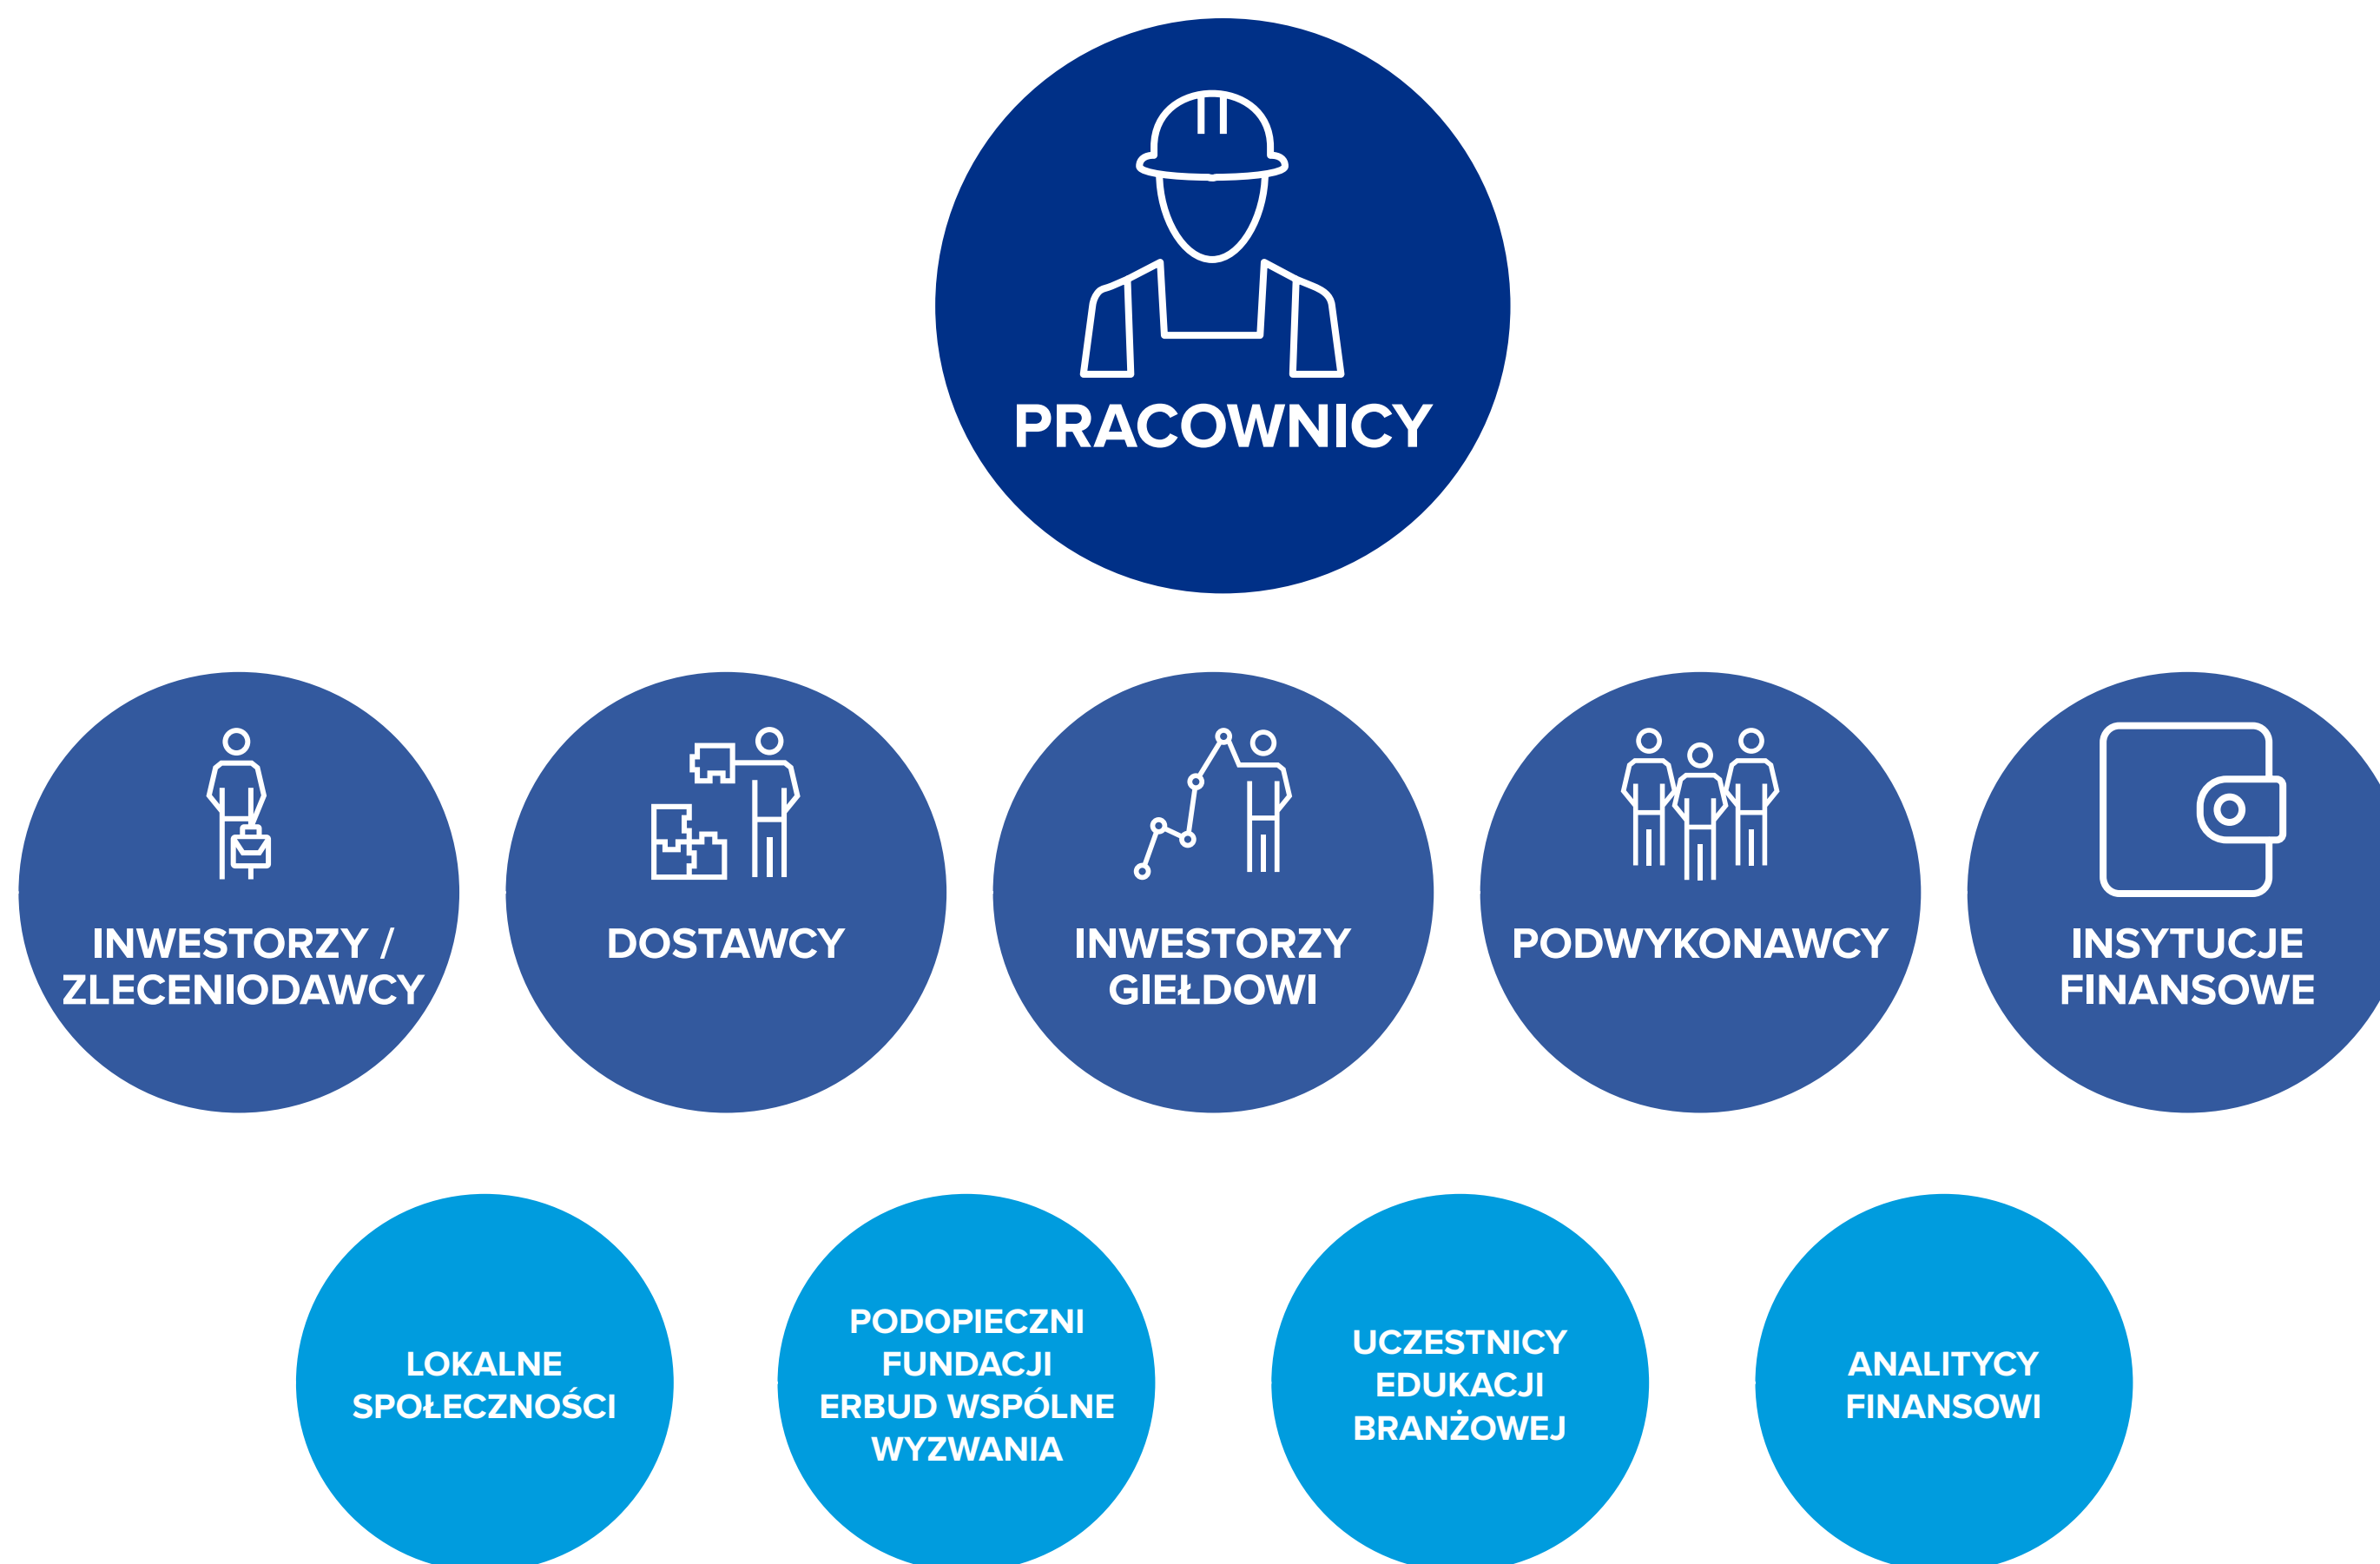 PRACOWNICY
INWESTORZY /
ZLECENIODAWCY
DOSTAWCY
INWESTORZY
GIEŁDOWI
PODWYKONAWCY
INSYTUCJE
FINANSOWE
LOKALNE
SPOŁECZNOŚCI
PODOPIECZNI
FUNDACJI
ERBUD WSPÓLNE
WYZWANIA
UCZESTNICY
EDUKACJI
BRANŻOWEJ
ANALITYCY
FINANSOWI